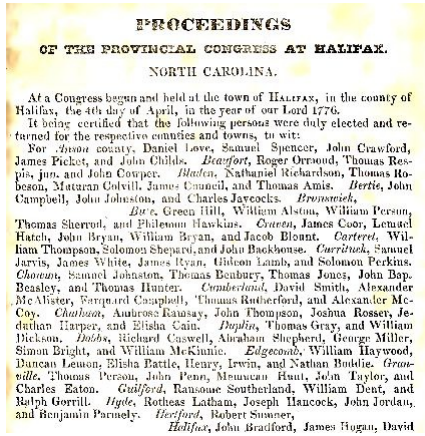 PROCEEDINGS
OF THE PROVINCIAL CONGRESS AT HALIFAX.
NORTH CAROLINA.
At a Congress begun and held at the town of HALIFAX, in the county of
Halifax, the 4th day of April, in the year of our Lord 1776.
It being certified that the following persons were duly elected and re-
turned for the respective counties and towns, to wit:
For Anson county, Daniel Love, Samuel Spencer, John Crawford,
James Picket, and John Childs. Beaufort, Roger Ormond, Thomas Res-
pis, jun. and John Cowper. Bladen, Nathaniel Richardson, Thomas Ro-
beson, Maturan Colvill, James Council, and Thomas Amis. Bertie, John
Campbell, John Johnston, and Charles Jaycocks. Brunswick,
Bute, Green Hill, William Alston, William Person,
Thomas Sherrod, and Philemon Hawkins. Craven, James Coor, Lemuel
Hatch, John Bryan, William Bryan, and Jacob Blount. Carteret, Wil-
liam Thompson, Solomon Shepard, and John Backhouse. Currituck, Samuel
Jarvis, James White, James Ryan, Gideon Lamb, and Solomon Perkins.
Chowan, Samuel Johnston, Thomas Benbury, Thomas Jones, John Bap.
Beasley, and Thomas Hunter. Cumberland, David Smith, Alexander
McAlister, Farquard Campbell, Thomas Rutherford, and Alexander Mc-
Coy. Chatham, Ambrose Ramsay, John Thompson, Joshua Rosser, Je-
duthan Harper, and Elisha Cain. Duplin, Thomas Gray, and William
Dickson. Dobbs, Richard Caswell, Abraham Shepherd, George Miller,
Simon Bright, and William McKinnie. Edgecomb, William Haywood,
Duncan Lemon, Elisha Battle, Henry, Irwin, and Nathan Boddie. Gran-
ville, Thomas Person, John Penn, Memucan Hunt, John Taylor, and
Charles Eaton. Guilford, Ransome Southerland, William Dent, and
Ralph Gorrill. Hyde, Rotheas Latham, Joseph Hancock, John Jordan,
and Benjamin Parmely. Hertford, Robert Sumner,
Halifax, John Bradford, James Hogan, David